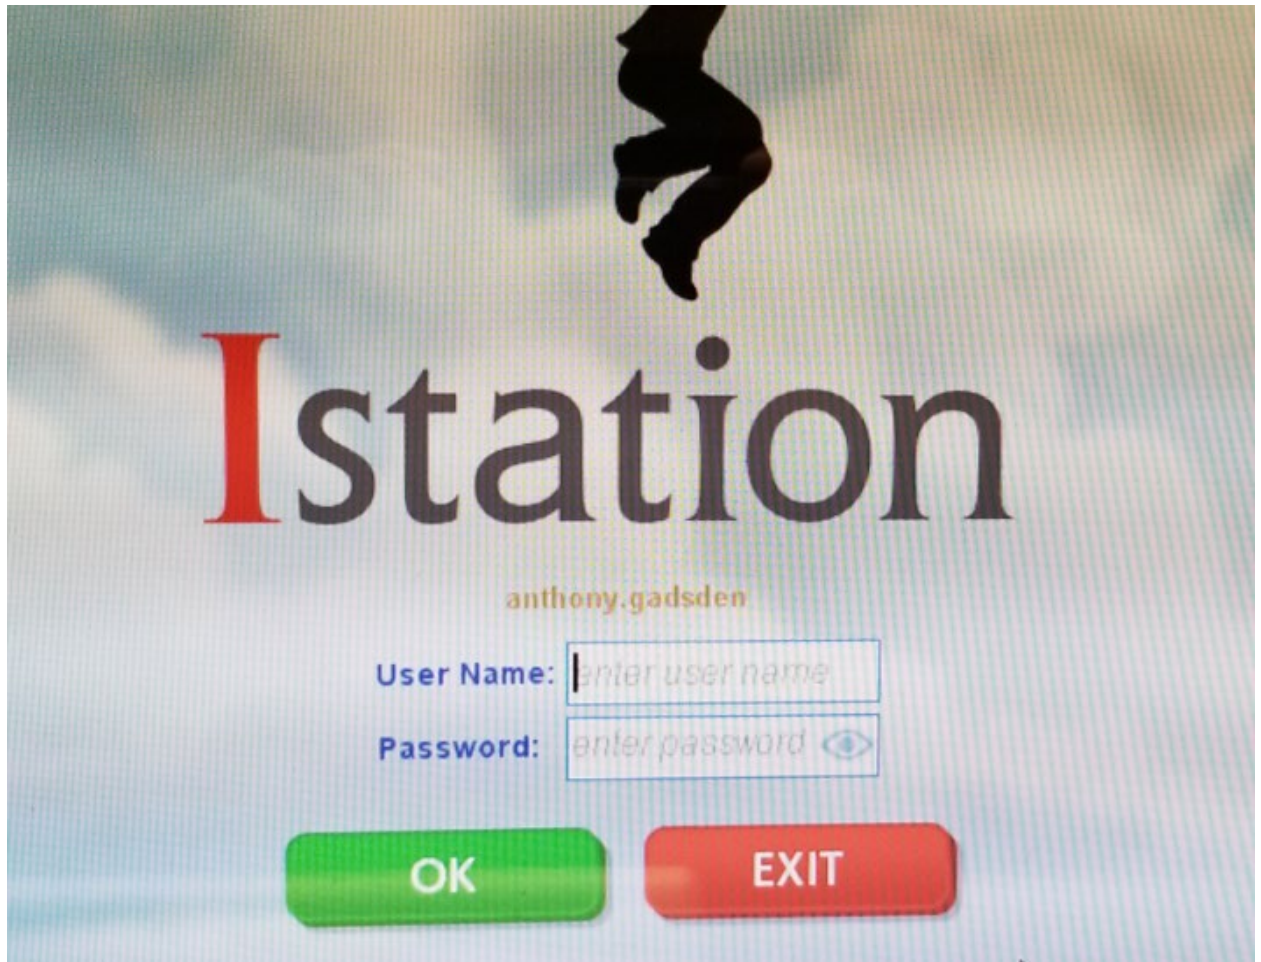 Istation
anthony.gadsden
User Name: enter user name
Password: enter password
OK EXIT